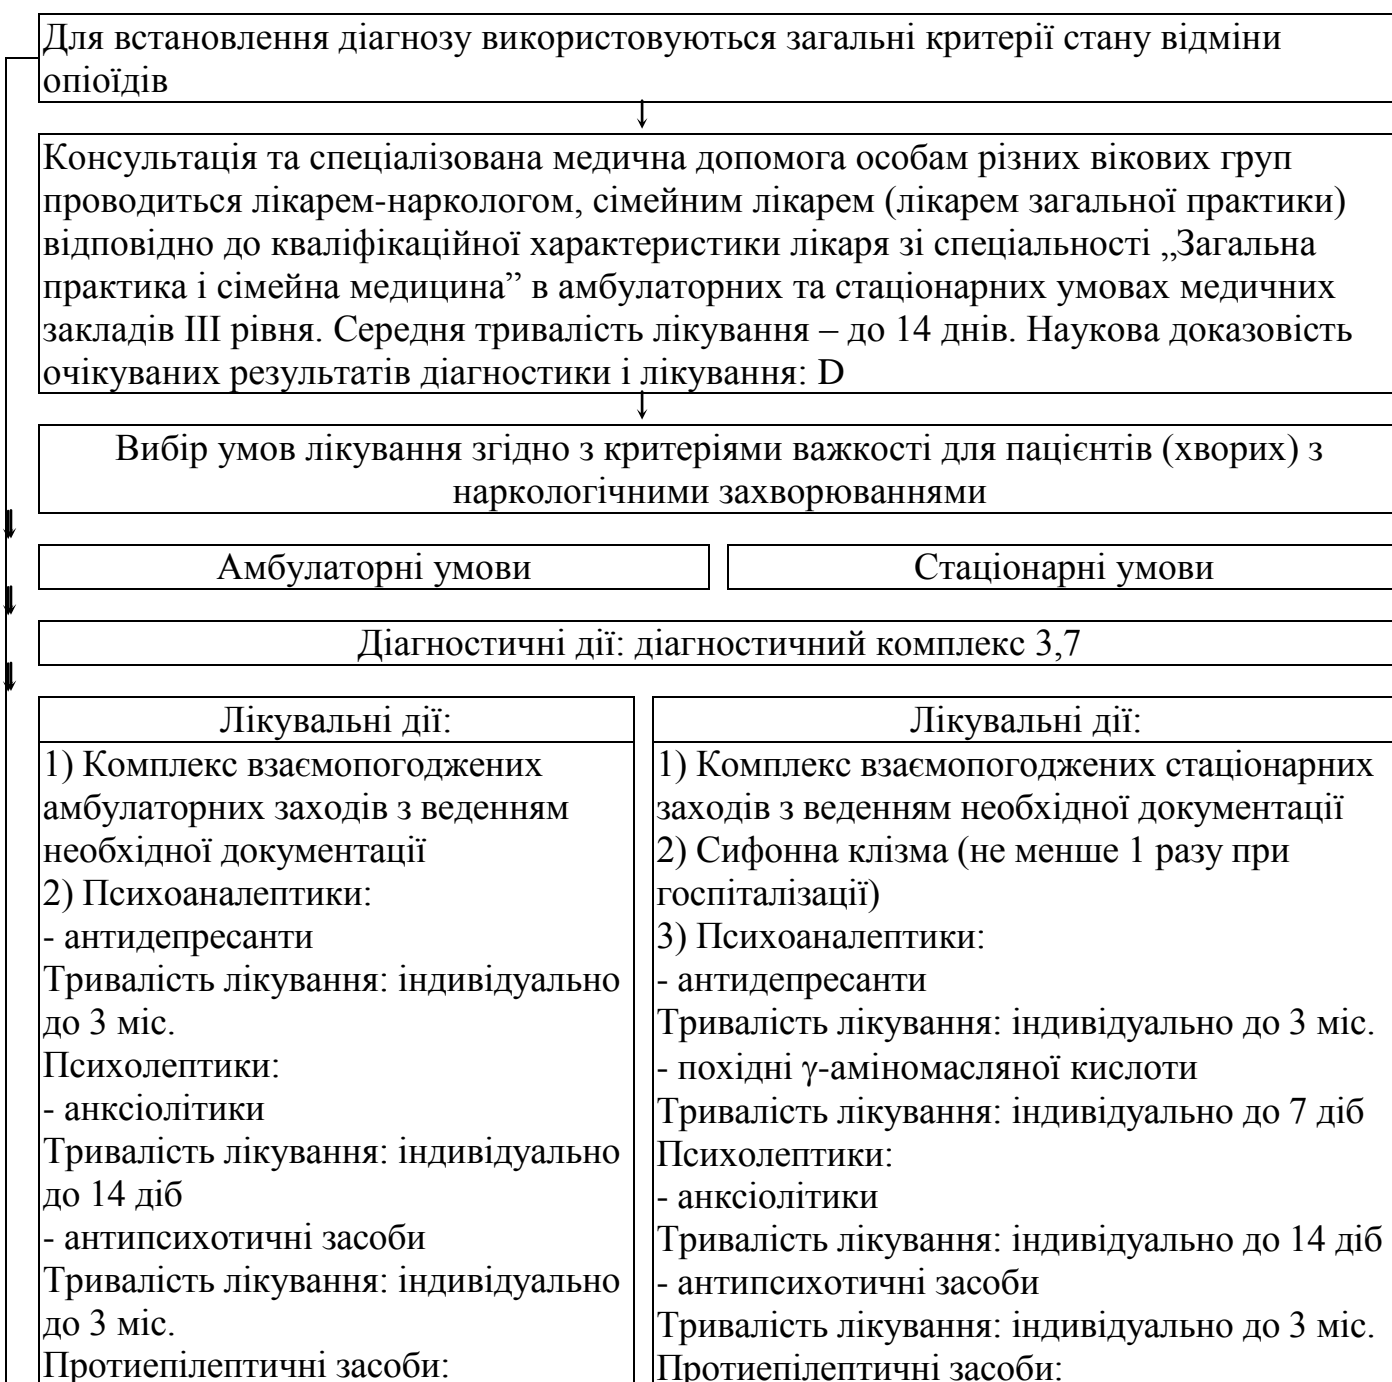 Для встановлення діагнозу використовуються загальні критерії стану відміни
опіоїдів
Консультація та спеціалізована медична допомога особам різних вікових груп
проводиться лікарем-наркологом, сімейним лікарем (лікарем загальної практики)
відповідно до кваліфікаційної характеристики лікаря зі спеціальності „Загальна
практика і сімейна медицина” в амбулаторних та стаціонарних умовах медичних
закладів III рівня. Середня тривалість лікування – до 14 днів. Наукова доказовість
очікуваних результатів діагностики і лікування: D
Вибір умов лікування згідно з критеріями важкості для пацієнтів (хворих) з
наркологічними захворюваннями
Амбулаторні умови
Стаціонарні умови
Діагностичні дії: діагностичний комплекс 3,7
Лікувальні дії:
1) Комплекс взаємопогоджених
амбулаторних заходів з веденням
необхідної документації
2) Психоаналептики:
- антидепресанти
Тривалість лікування: індивідуально
до 3 міс.
Психолептики:
- анксіолітики
Тривалість лікування: індивідуально
до 14 діб
- антипсихотичні засоби
Тривалість лікування: індивідуально
до 3 міс.
Протиепілептичні засоби:
Лікувальні дії:
1) Комплекс взаємопогоджених стаціонарних
заходів з веденням необхідної документації
2) Сифонна клізма (не менше 1 разу при
госпіталізації)
3) Психоаналептики:
- антидепресанти
Тривалість лікування: індивідуально до 3 міс.
- похідні γ-аміномасляної кислоти
Тривалість лікування: індивідуально до 7 діб
Психолептики:
- анксіолітики
Тривалість лікування: індивідуально до 14 діб
- антипсихотичні засоби
Тривалість лікування: індивідуально до 3 міс.
Протиепілептичні засоби: